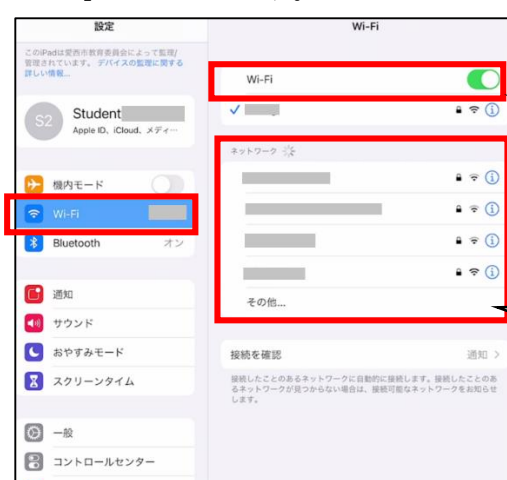 設定
このiPadは愛西市教育委員会によって監視/
管理されています。デバイスの監理に関する
詳しい情報...
S2
Student
Apple ID、iCloud、メディ…
機内モード
Wi-Fi
Bluetooth
オン
通知
サウンド
おやすみモード
スクリーンタイム
一般
コントロールセンター
Wi-Fi
Wi-Fi
ネットワーク
その他...
接続を確認
通知
接続したことのあるネットワークに自動的に接続します。接続したことのあ
るネットワークが見つからない場合は、接続可能なネットワークをお知らせ
します。